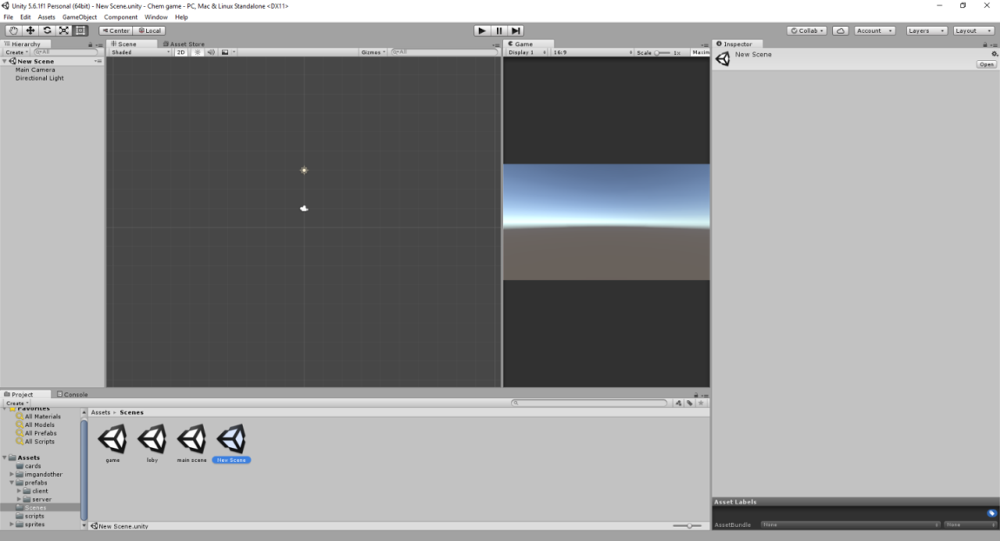 Unity 5.6.1f1 Personal (64bit) - New Scene.unity - Chem game - PC, Mac & Linux Standalone <DX11>
File Edit Assets GameObject Component Window Help
Center Local Collab Account Layers Layout
Hierarchy Scene Asset Store Game Inspector
Create All Shaded 2D Gizmos All Display 1 16:9 Scale 1x Maxim
New Scene
New Scene
Main Camera
Open
Directional Light
Project Console
Create
Favorites
Assets Scenes
All Materials
All Models
All Prefabs
All Scripts
game loby main scene New Scene
Assets
cards
imgandother
prefabs
client
server
Scenes
scripts
sprites
New Scene.unity
Asset Labels
AssetBundle None None